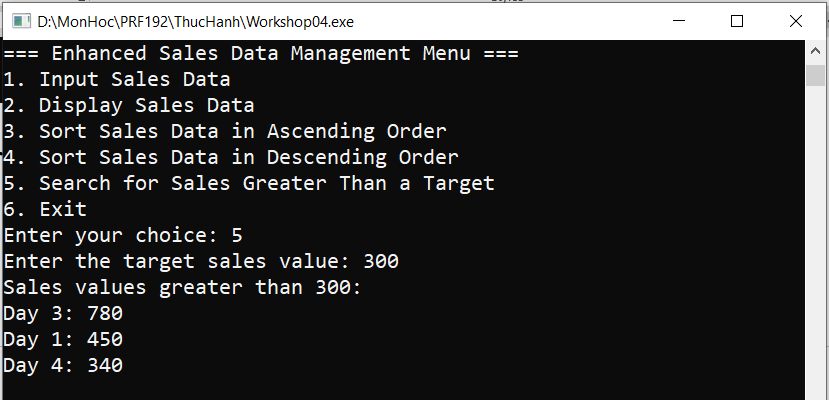 D:\MonHoc\PRF192\ThucHanh\Workshop04.exe
=== Enhanced Sales Data Management Menu ===
1. Input Sales Data
2. Display Sales Data
3. Sort Sales Data in Ascending Order
4. Sort Sales Data in Descending Order
5. Search for Sales Greater Than a Target
6. Exit
Enter your choice: 5
Enter the target sales value: 300
Sales values greater than 300:
Day 3: 780
Day 1: 450
Day 4: 340